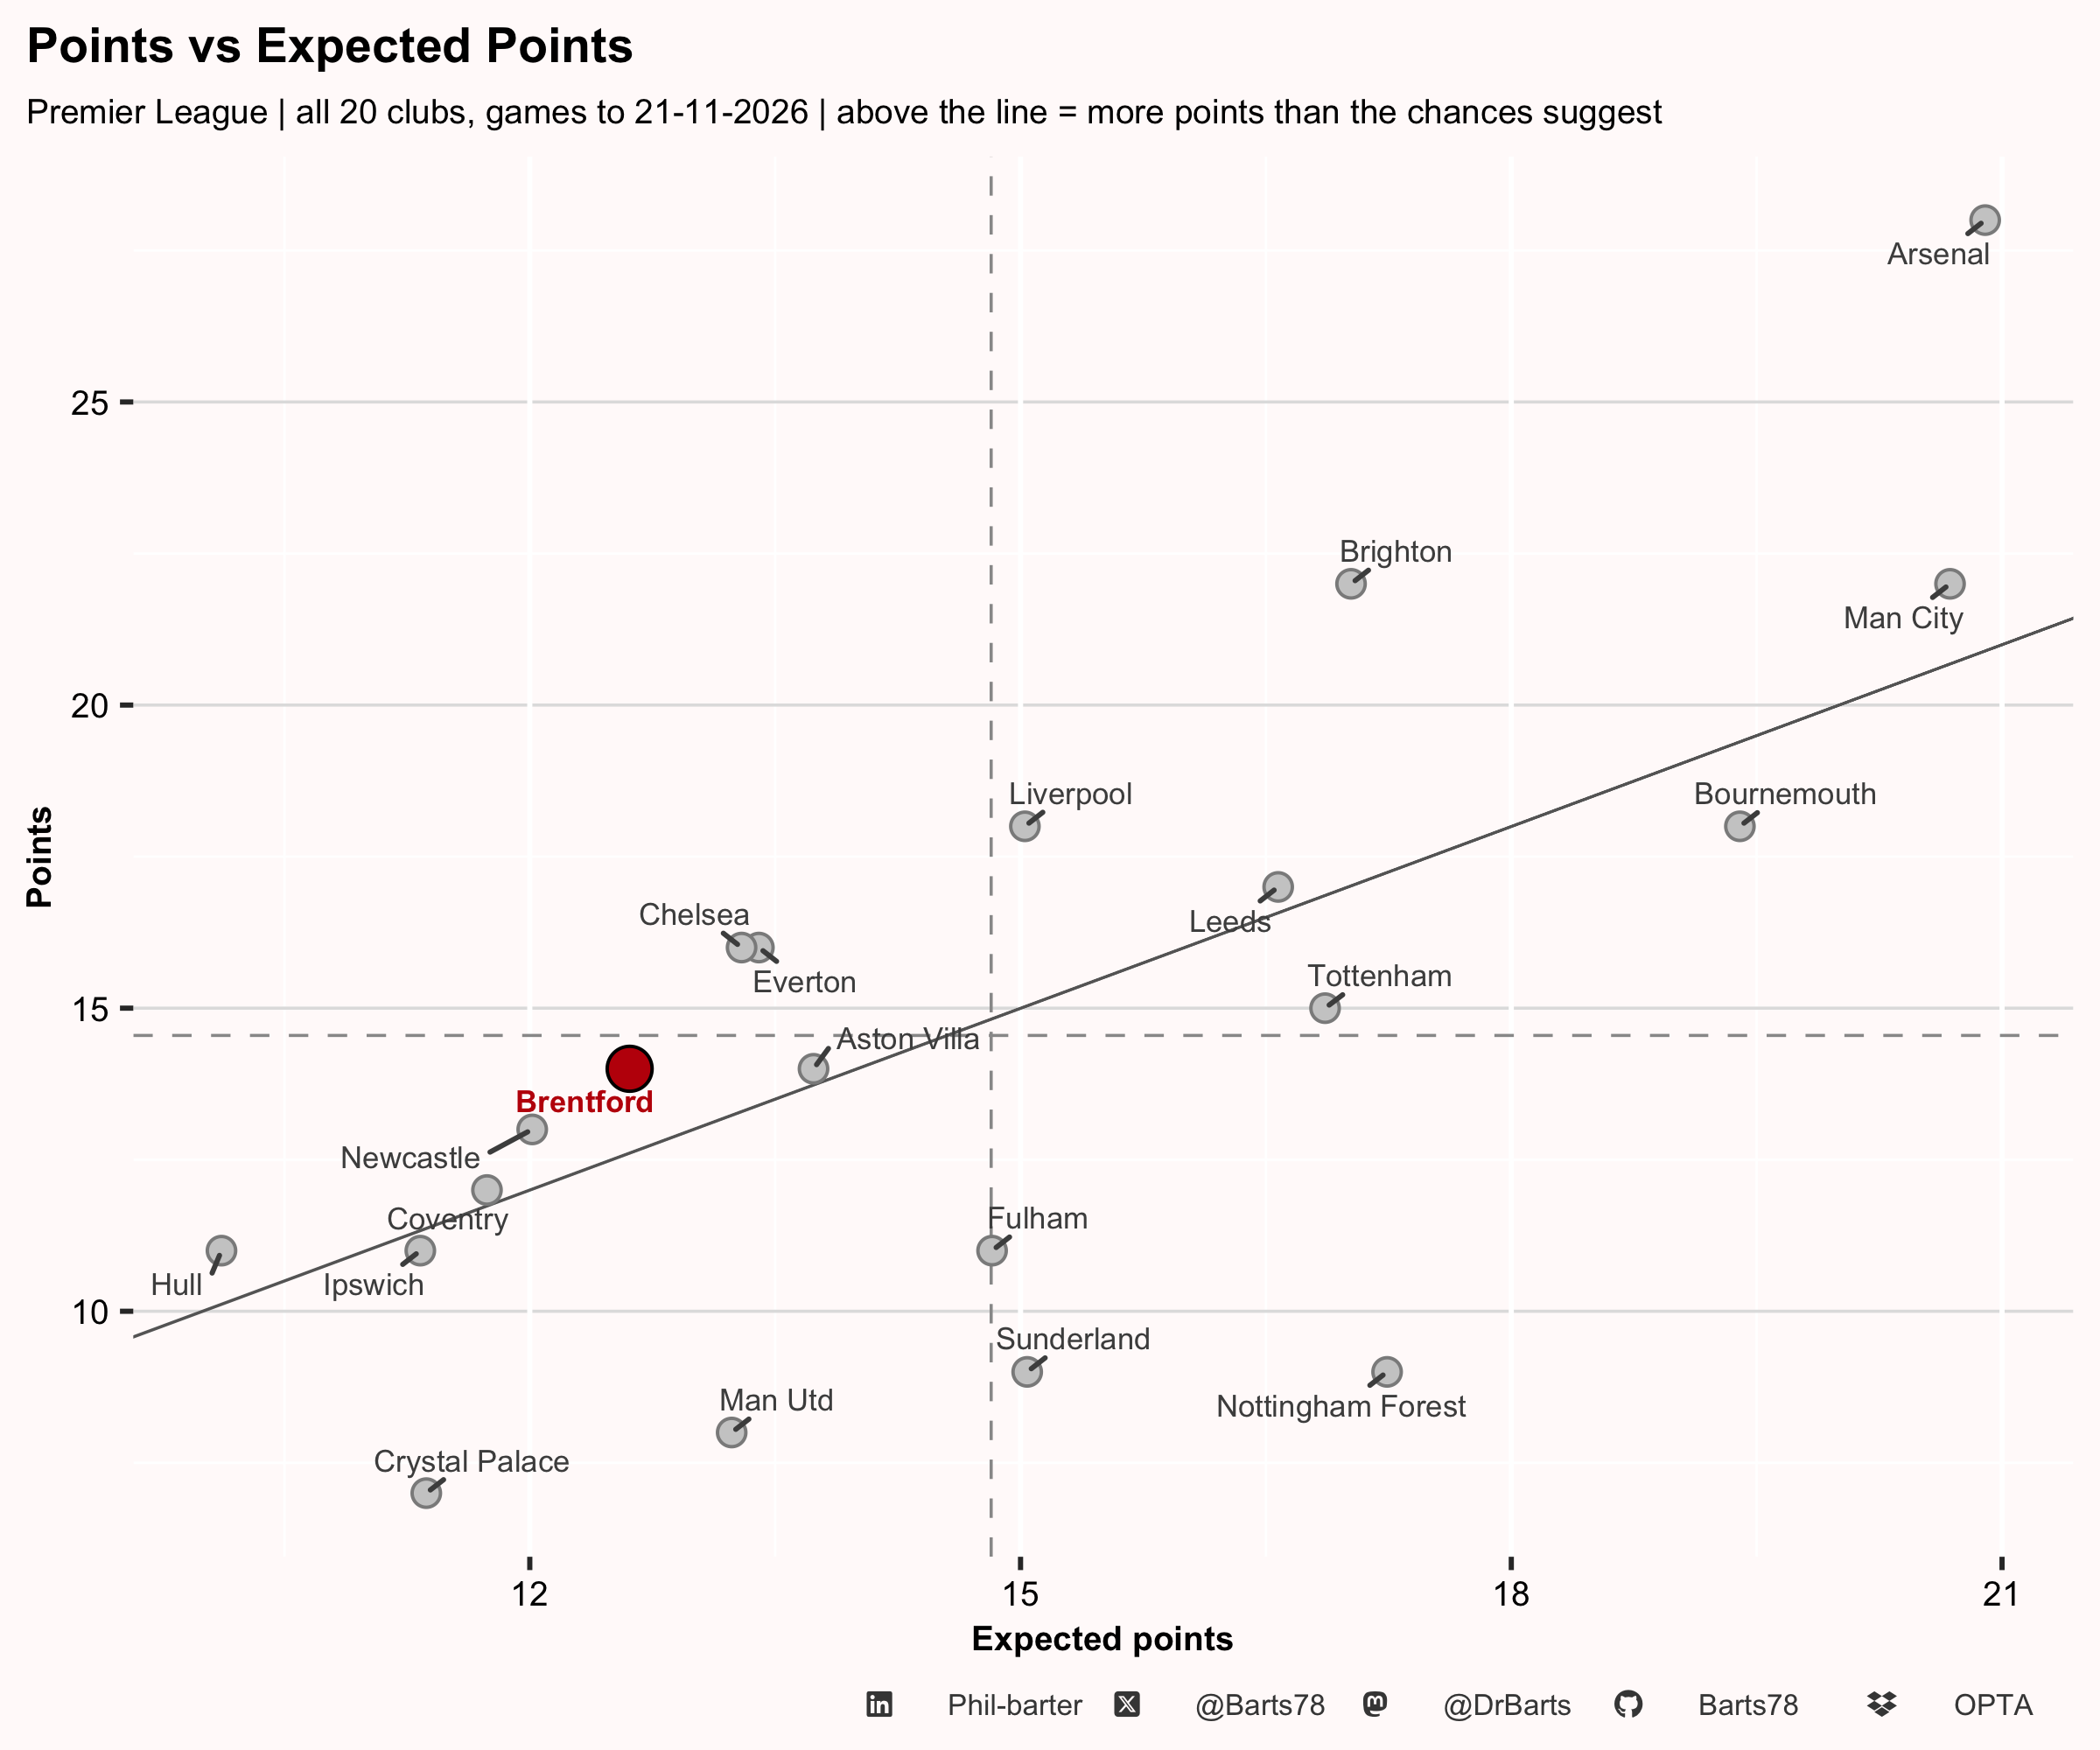 Points vs Expected Points
Premier League | all 20 clubs, games to 21-11-2026 | above the line = more points than the chances suggest
Arsenal
25
Brighton
Man City
20
Liverpool
Bournemouth
Points
Chelsea
Leeds
Everton
Tottenham
15
Aston Villa
Brentford
Newcastle
Coventry
Fulham
Hull
Ipswich
10
Sunderland
Man Utd
Nottingham Forest
Crystal Palace
12 15 18 21
Expected points
Phil-barter @Barts78 @DrBarts Barts78 OPTA